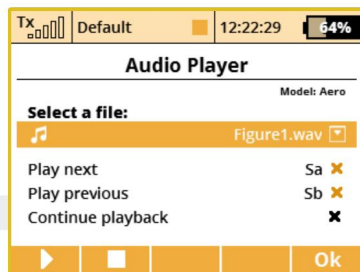 Tx Default 12:22:29 64%
Audio Player
Model: Aero
Select a file:
Figure1.wav
Play next Sa
Play previous Sb
Continue playback
Ok